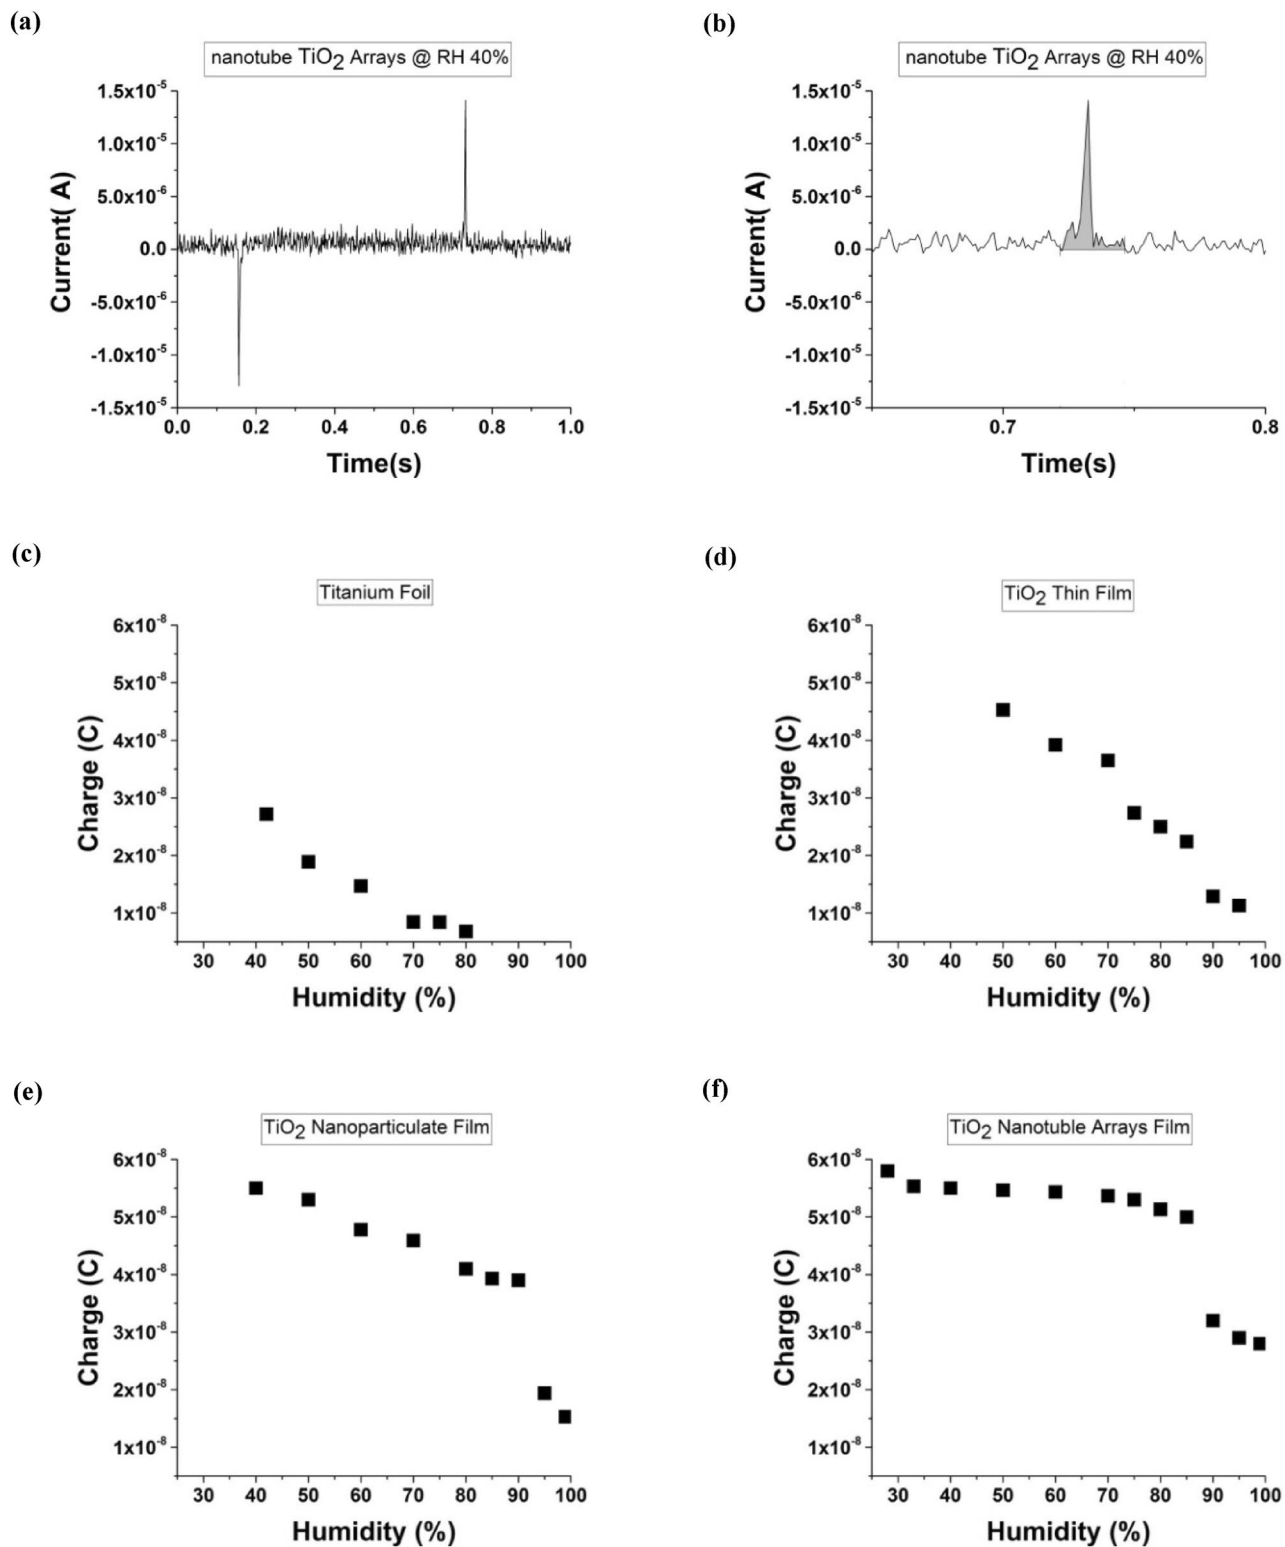 (a)
nanotube TiO2 Arrays @ RH 40%
1.5x10-5
1.0x10-5
5.0x10-6
0.0
-5.0x10-6
-1.0x10-5
-1.5x10-5
Current( A)
0.0 0.2 0.4 0.6 0.8 1.0
Time(s)
(b)
nanotube TiO2 Arrays @ RH 40%
1.5x10-5
1.0x10-5
5.0x10-6
0.0
-5.0x10-6
-1.0x10-5
-1.5x10-5
Current( A)
0.7 0.8
Time(s)
(c)
Titanium Foil
6x10-8
5x10-8
4x10-8
3x10-8
2x10-8
1x10-8
Charge (C)
30 40 50 60 70 80 90 100
Humidity (%)
(d)
TiO2 Thin Film
6x10-8
5x10-8
4x10-8
3x10-8
2x10-8
1x10-8
Charge (C)
30 40 50 60 70 80 90 100
Humidity (%)
(e)
TiO2 Nanoparticulate Film
6x10-8
5x10-8
4x10-8
3x10-8
2x10-8
1x10-8
Charge (C)
30 40 50 60 70 80 90 100
Humidity (%)
(f)
TiO2 Nanotuble Arrays Film
6x10-8
5x10-8
4x10-8
3x10-8
2x10-8
1x10-8
Charge (C)
30 40 50 60 70 80 90 100
Humidity (%)